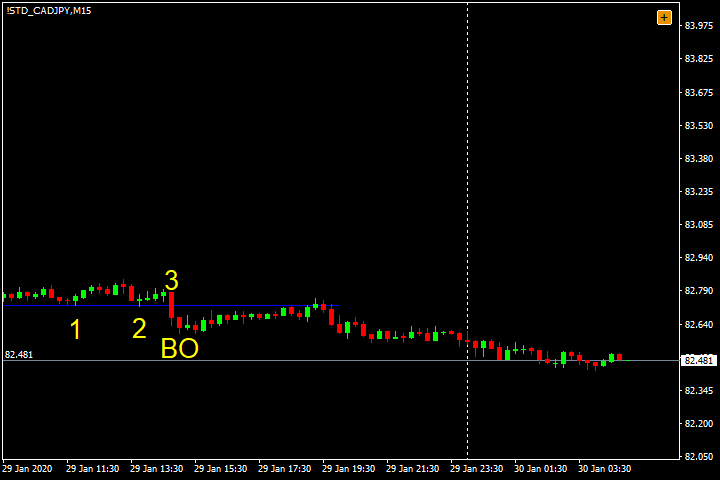 !STD_CADJPY,M15
+
83.975
83.825
83.675
83.530
83.380
83.235
83.085
82.940
82.790
82.640
82.481
82.345
82.200
82.050
3
1
2
BO
82.481
29 Jan 2020
29 Jan 11:30
29 Jan 13:30
29 Jan 15:30
29 Jan 17:30
29 Jan 19:30
29 Jan 21:30
29 Jan 23:30
30 Jan 01:30
30 Jan 03:30